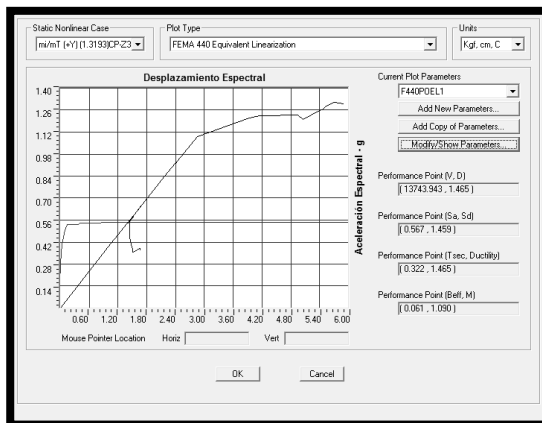 Static Nonlinear Case
mi/mT (+Y) (1.3193)CP-Z3
Plot Type
FEMA 440 Equivalent Linearization
Units
Kgf, cm, C
Desplazamiento Espectral
1.40
1.26
1.12
0.98
0.84
0.70
0.56
0.42
0.28
0.14
0.60 1.20 1.80 2.40 3.00 3.60 4.20 4.80 5.40 6.00
Aceleración Espectral - g
Mouse Pointer Location Horiz Vert
Current Plot Parameters
F440POEL1
Add New Parameters...
Add Copy of Parameters...
Modify/Show Parameters...
Performance Point (V, D)
( 13743.943 , 1.465 )
Performance Point (Sa, Sd)
( 0.567 , 1.459 )
Performance Point (Tsec, Ductility)
( 0.322 , 1.465 )
Performance Point (Beff, M)
( 0.061 , 1.090 )
OK
Cancel